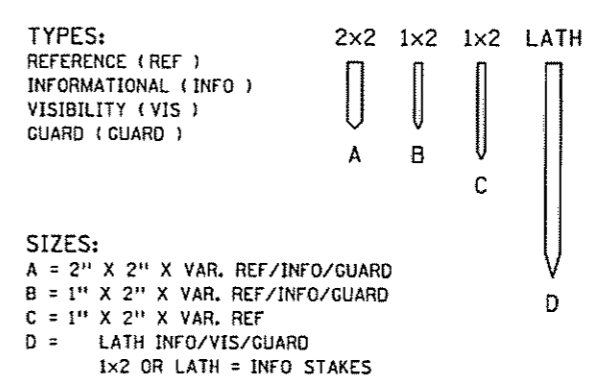 TYPES: 2x2 1x2 1x2 LATH
REFERENCE ( REF )
INFORMATIONAL ( INFO )
VISIBILITY ( VIS )
GUARD ( GUARD )
A B
C
SIZES:
A = 2" X 2" X VAR. REF/INFO/GUARD
B = 1" X 2" X VAR. REF/INFO/GUARD
D
C = 1" X 2" X VAR. REF
D = LATH INFO/VIS/GUARD
1x2 OR LATH = INFO STAKES